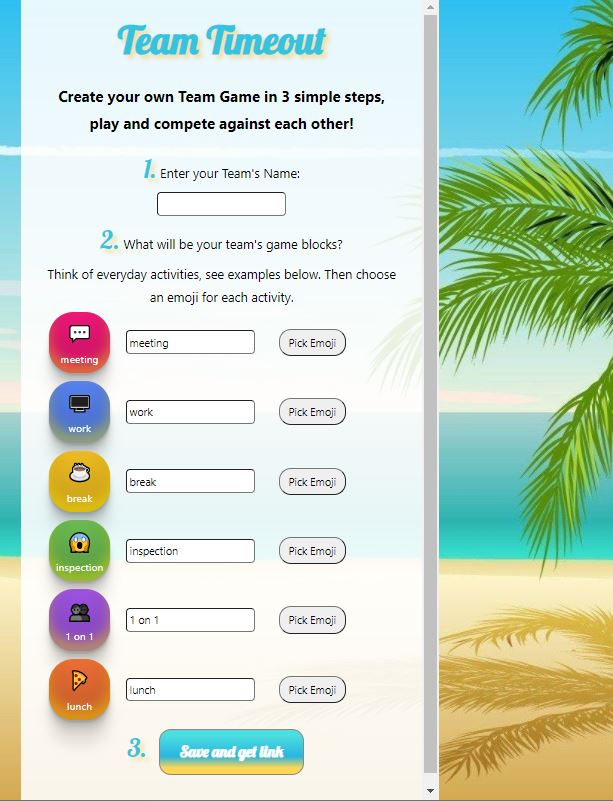 Team Timeout
Create your own Team Game in 3 simple steps,
play and compete against each other!
1. Enter your Team's Name:
2. What will be your team's game blocks?
Think of everyday activities, see examples below. Then choose
an emoji for each activity.
meeting meeting Pick Emoji
work work Pick Emoji
break break Pick Emoji
inspection inspection Pick Emoji
1 on 1 1 on 1 Pick Emoji
lunch lunch Pick Emoji
3. Save and get link